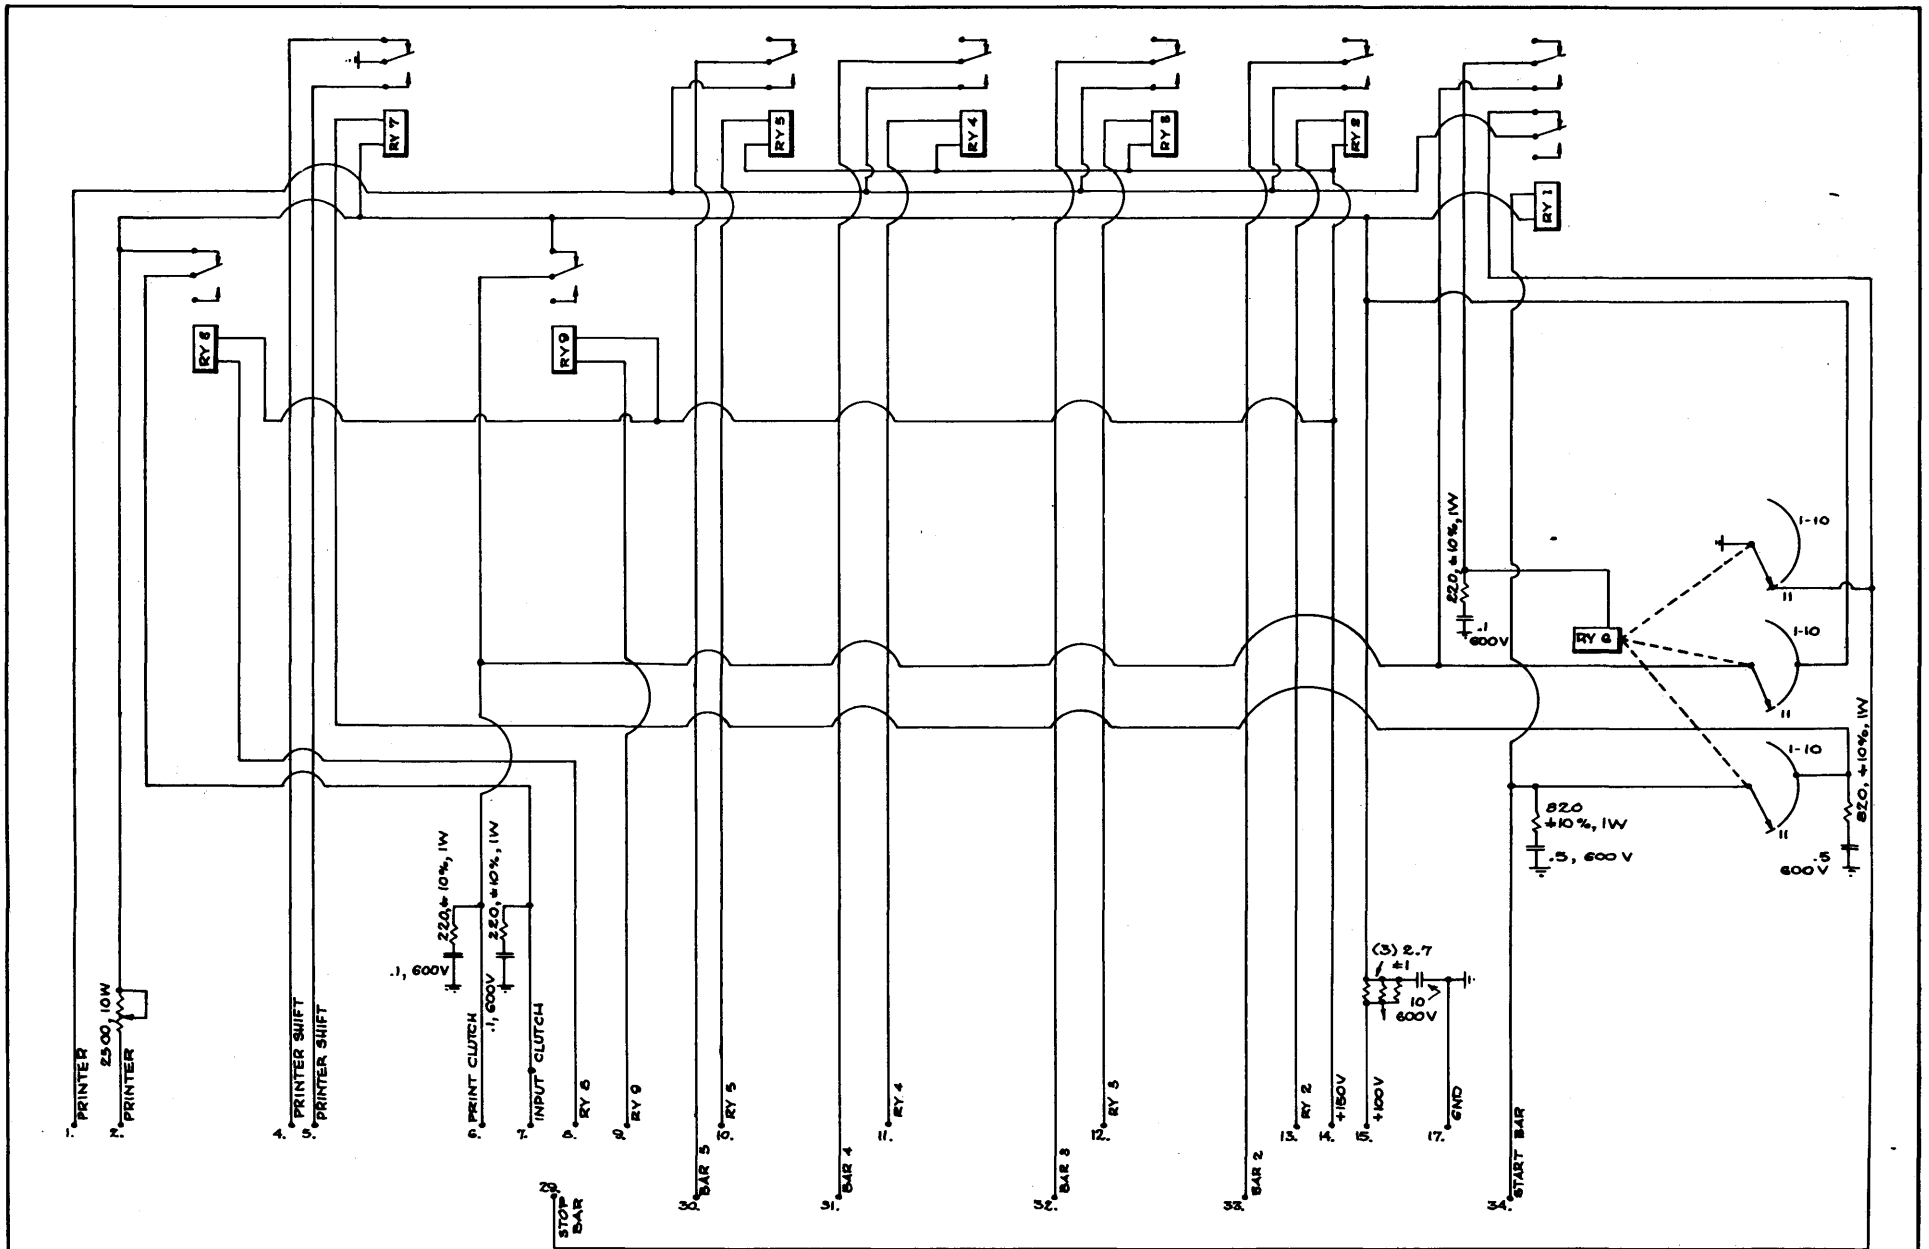 RY 7
RY 5
RY 4
RY 3
RY 2
RY 1
RY 8
RY 9
1-10
11
220, ±10%, 1W
.1
600V
RY 6
1-10
11
1-10
11
820
±10%, 1W
.5, 600V
820, ±10%, 1W
.5
600V
220, ±10%, 1W
.1, 600V
220, ±10%, 1W
.1, 600V
(3) 2.7
±1
10
600V
2500, 10W
1. PRINTER
2. PRINTER
4. PRINTER SHIFT
5. PRINTER SHIFT
6. PRINT CLUTCH
7. INPUT CLUTCH
8. RY 8
9. RY 9
10. RY 5
11. RY 4
12. RY 3
13. RY 2
14. +150V
15. +100V
17. GND
29. STOP BAR
30. BAR 5
31. BAR 4
32. BAR 3
33. BAR 2
34. START BAR